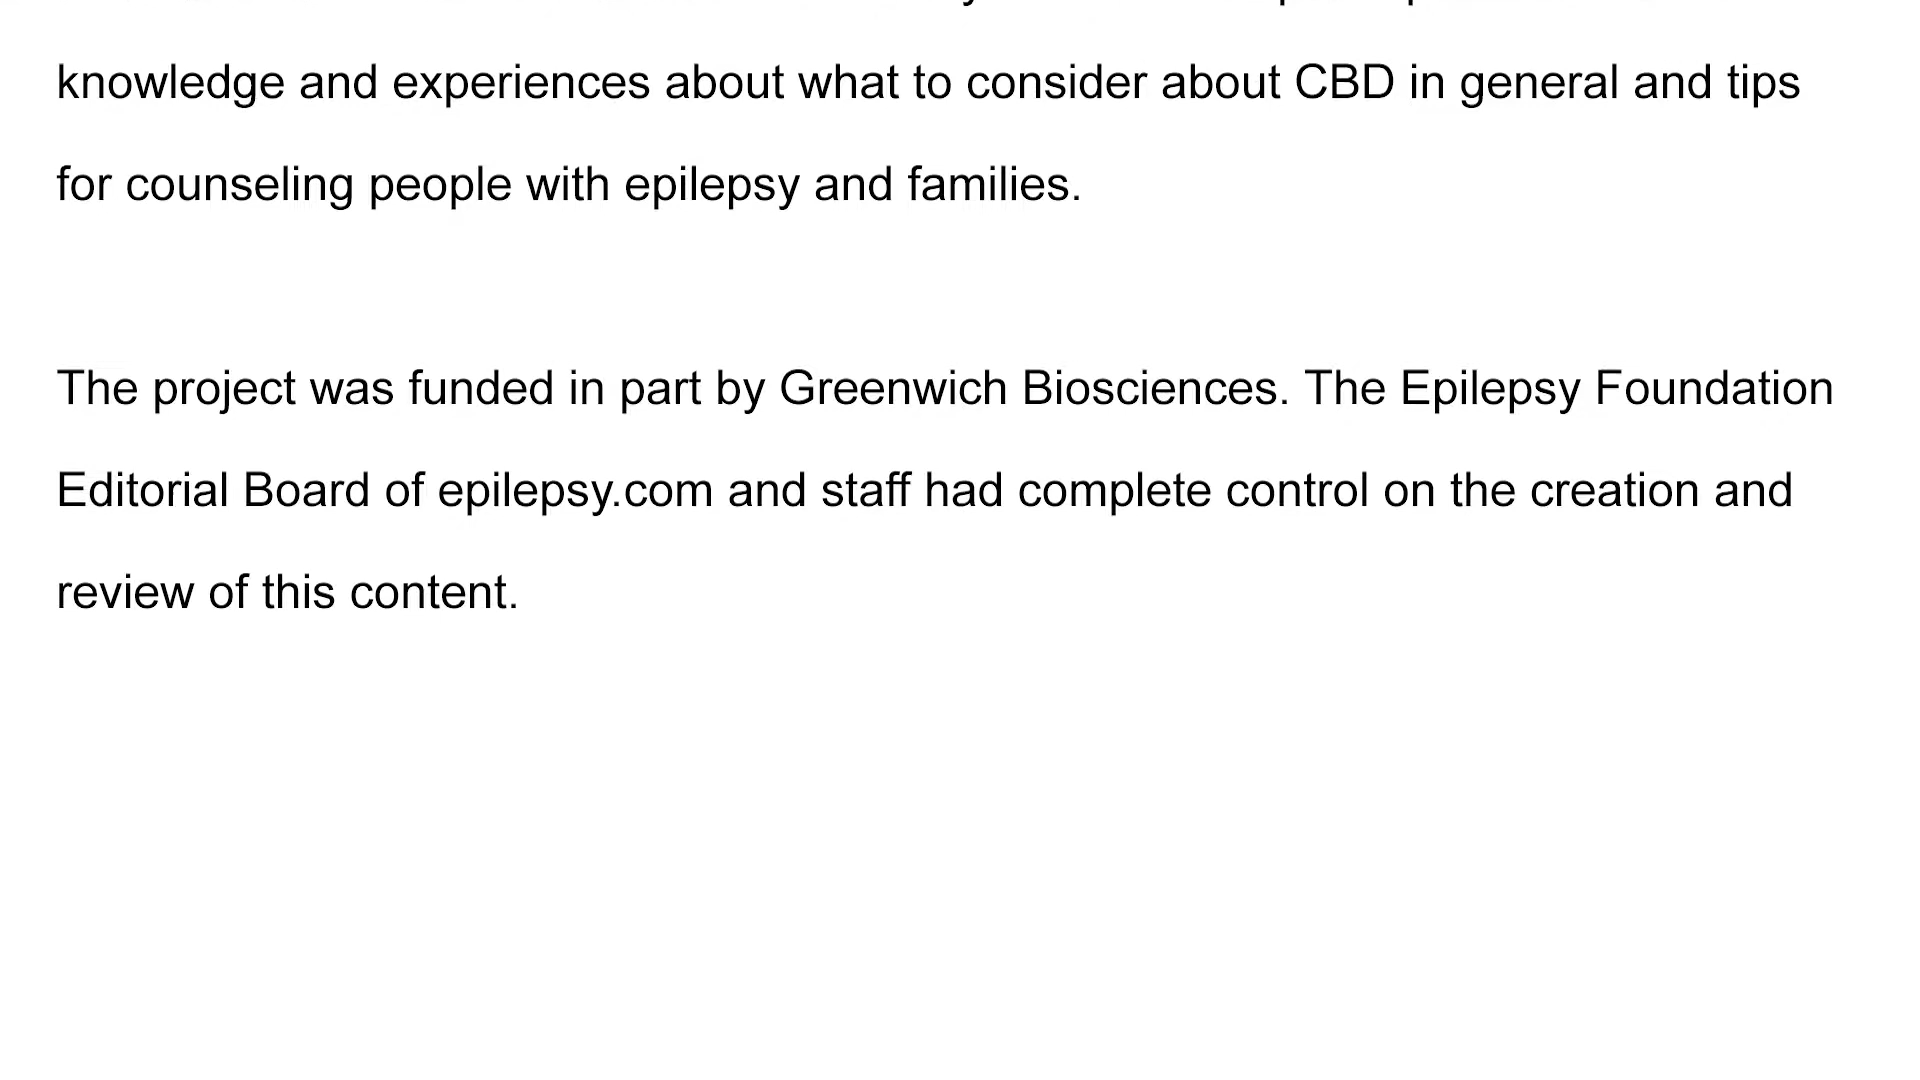 knowledge and experiences about what to consider about CBD in general and tips
for counseling people with epilepsy and families.
The project was funded in part by Greenwich Biosciences. The Epilepsy Foundation
Editorial Board of epilepsy.com and staff had complete control on the creation and
review of this content.